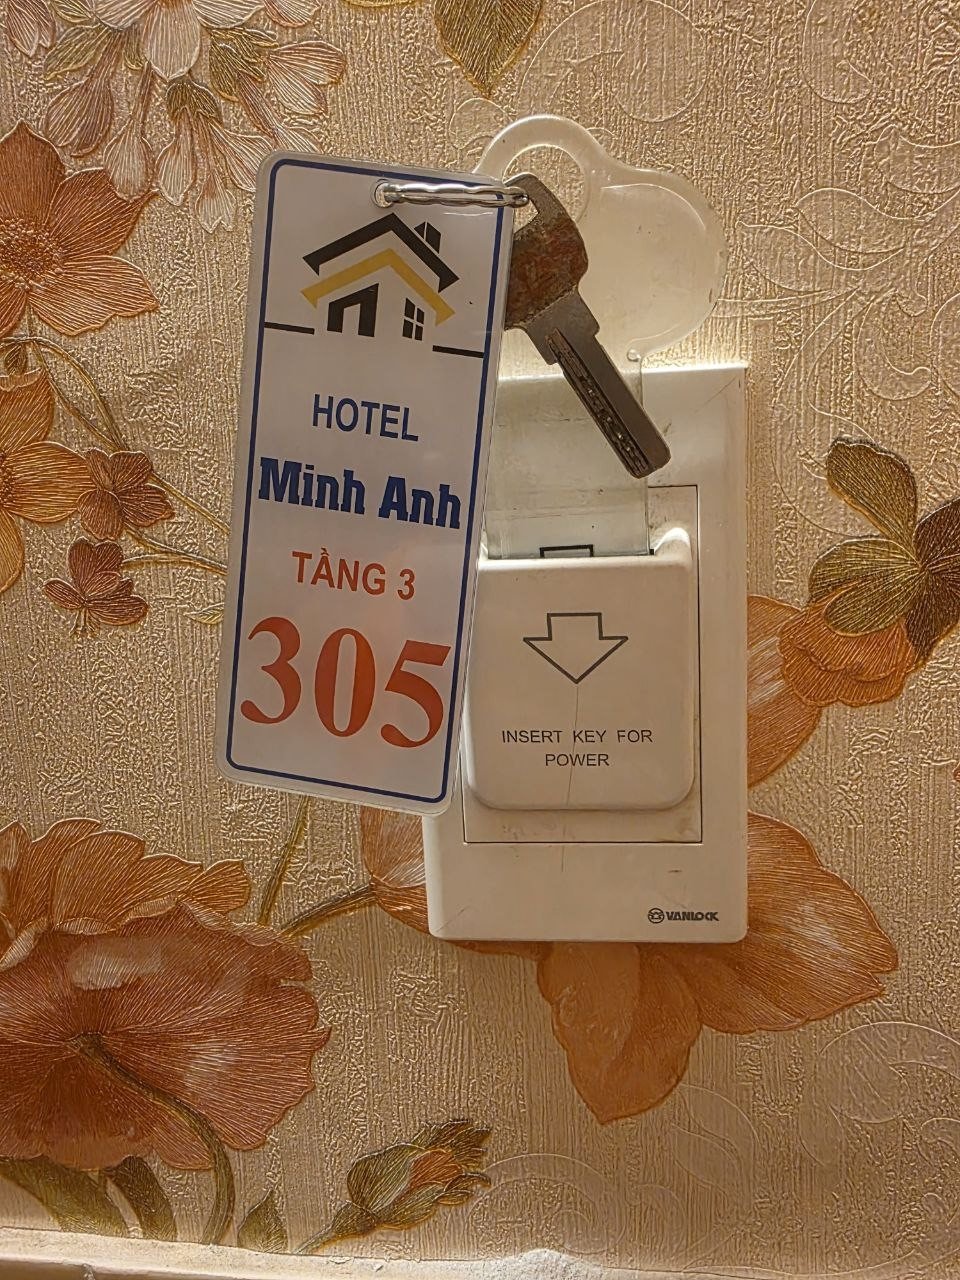 HOTEL
Minh Anh
TẦNG 3
305
INSERT KEY FOR
POWER
VANLOCK